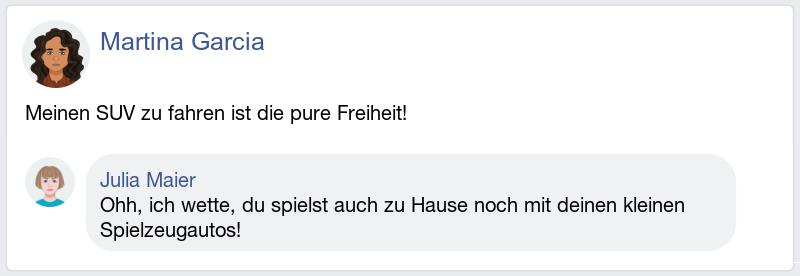 Martina Garcia
Meinen SUV zu fahren ist die pure Freiheit!
Julia Maier
Ohh, ich wette, du spielst auch zu Hause noch mit deinen kleinen
Spielzeugautos!